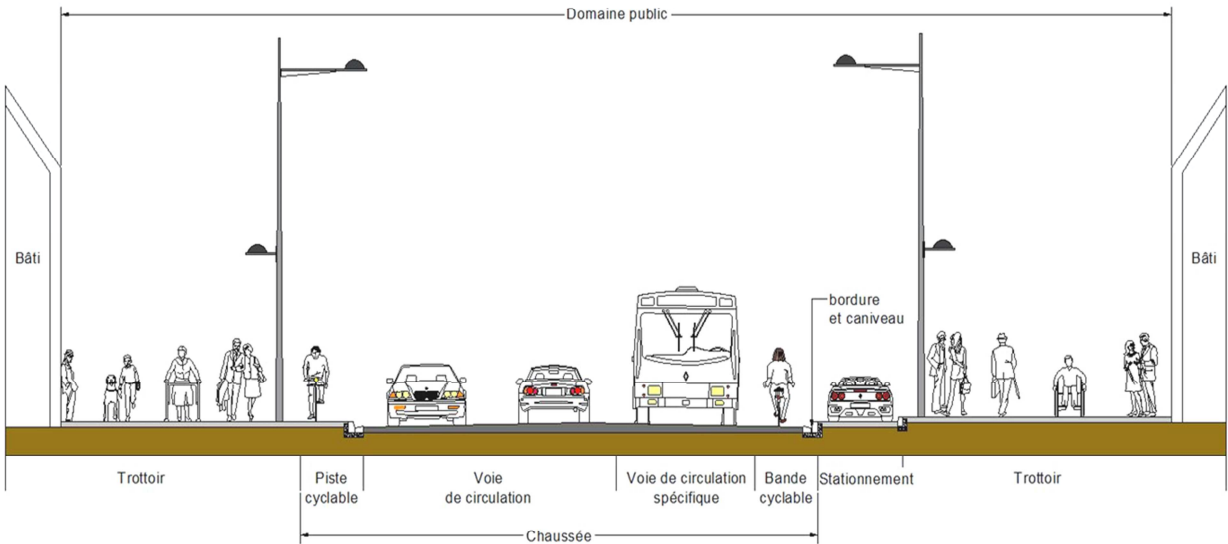 Domaine public
Bâti
Bâti
bordure
et caniveau
Trottoir
Piste
cyclable
Voie
de circulation
Voie de circulation
spécifique
Bande
cyclable
Stationnement
Trottoir
Chaussée